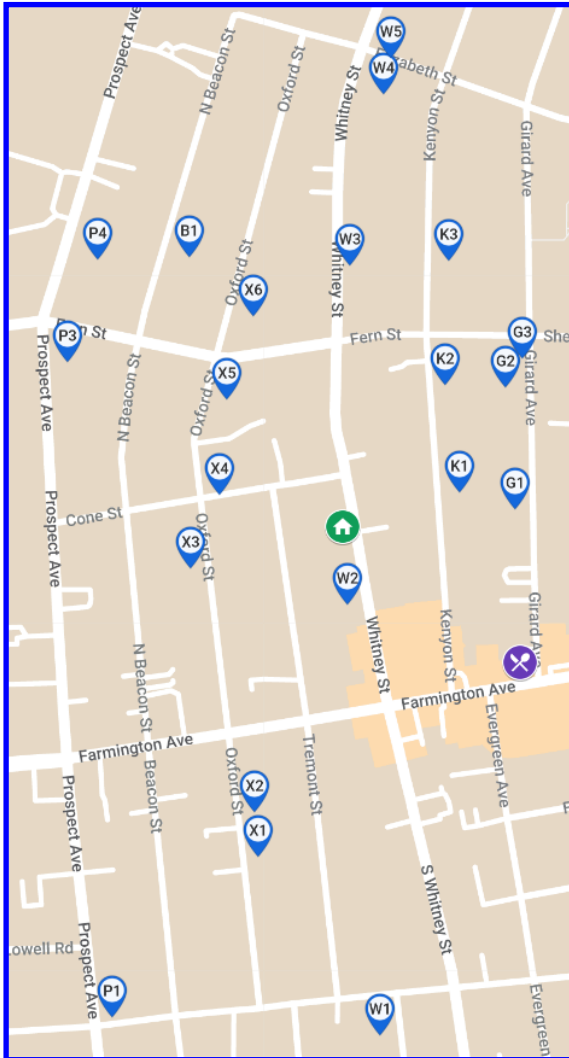 Prospect Ave
N Beacon St
Oxford St
Whitney St
W5
Elizabeth St
W4
Kenyon St
Girard Ave
P4
B1
W3
K3
Oxford St
X6
Whitney St
P3
Fern St
Fern St
G3
She
Prospect Ave
N Beacon St
Oxford St
X5
K2
G2
Girard Ave
X4
K1
G1
Cone St
Prospect Ave
X3
Oxford St
W2
Whitney St
Kenyon St
Girard Ave
N Beacon St
Farmington Ave
Farmington Ave
Prospect Ave
Beacon St
Oxford St
X2
Tremont St
Evergreen Ave
X1
S Whitney St
Lowell Rd
Prospect Ave
P1
W1
Evergreen